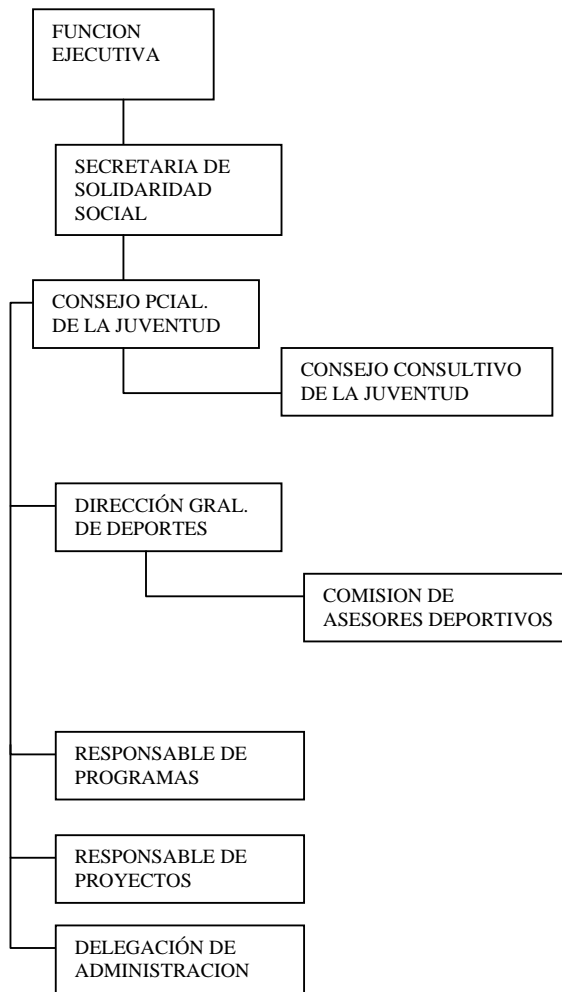 FUNCION
EJECUTIVA
SECRETARIA DE
SOLIDARIDAD
SOCIAL
CONSEJO PCIAL.
DE LA JUVENTUD
CONSEJO CONSULTIVO
DE LA JUVENTUD
DIRECCIÓN GRAL.
DE DEPORTES
COMISION DE
ASESORES DEPORTIVOS
RESPONSABLE DE
PROGRAMAS
RESPONSABLE DE
PROYECTOS
DELEGACIÓN DE
ADMINISTRACION